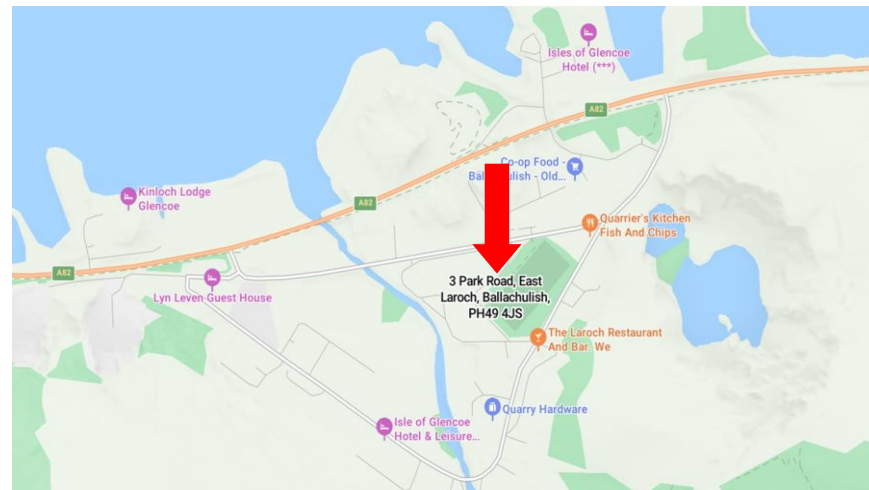 Isles of Glencoe
Hotel (***)
A82
Co-op Food -
Old...
Kinloch Lodge
Glencoe
A82
Quarrier's Kitchen
Fish And Chips
A82
Lyn Leven Guest House
3 Park Road, East
Laroch, Ballachulish,
PH49 4JS
The Laroch Restaurant
And Bar. We
Quarry Hardware
Isle of Glencoe
Hotel & Leisure...